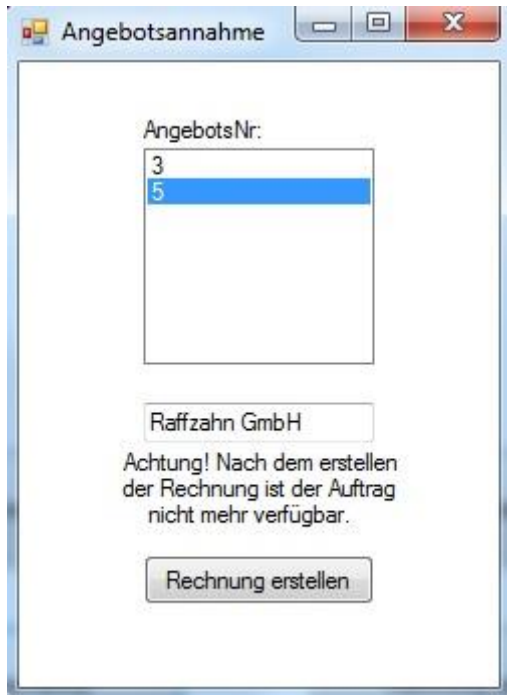 Angebotsannahme
AngebotsNr:
3
5
Raffzahn GmbH
Achtung! Nach dem erstellen
der Rechnung ist der Auftrag
nicht mehr verfügbar.
Rechnung erstellen